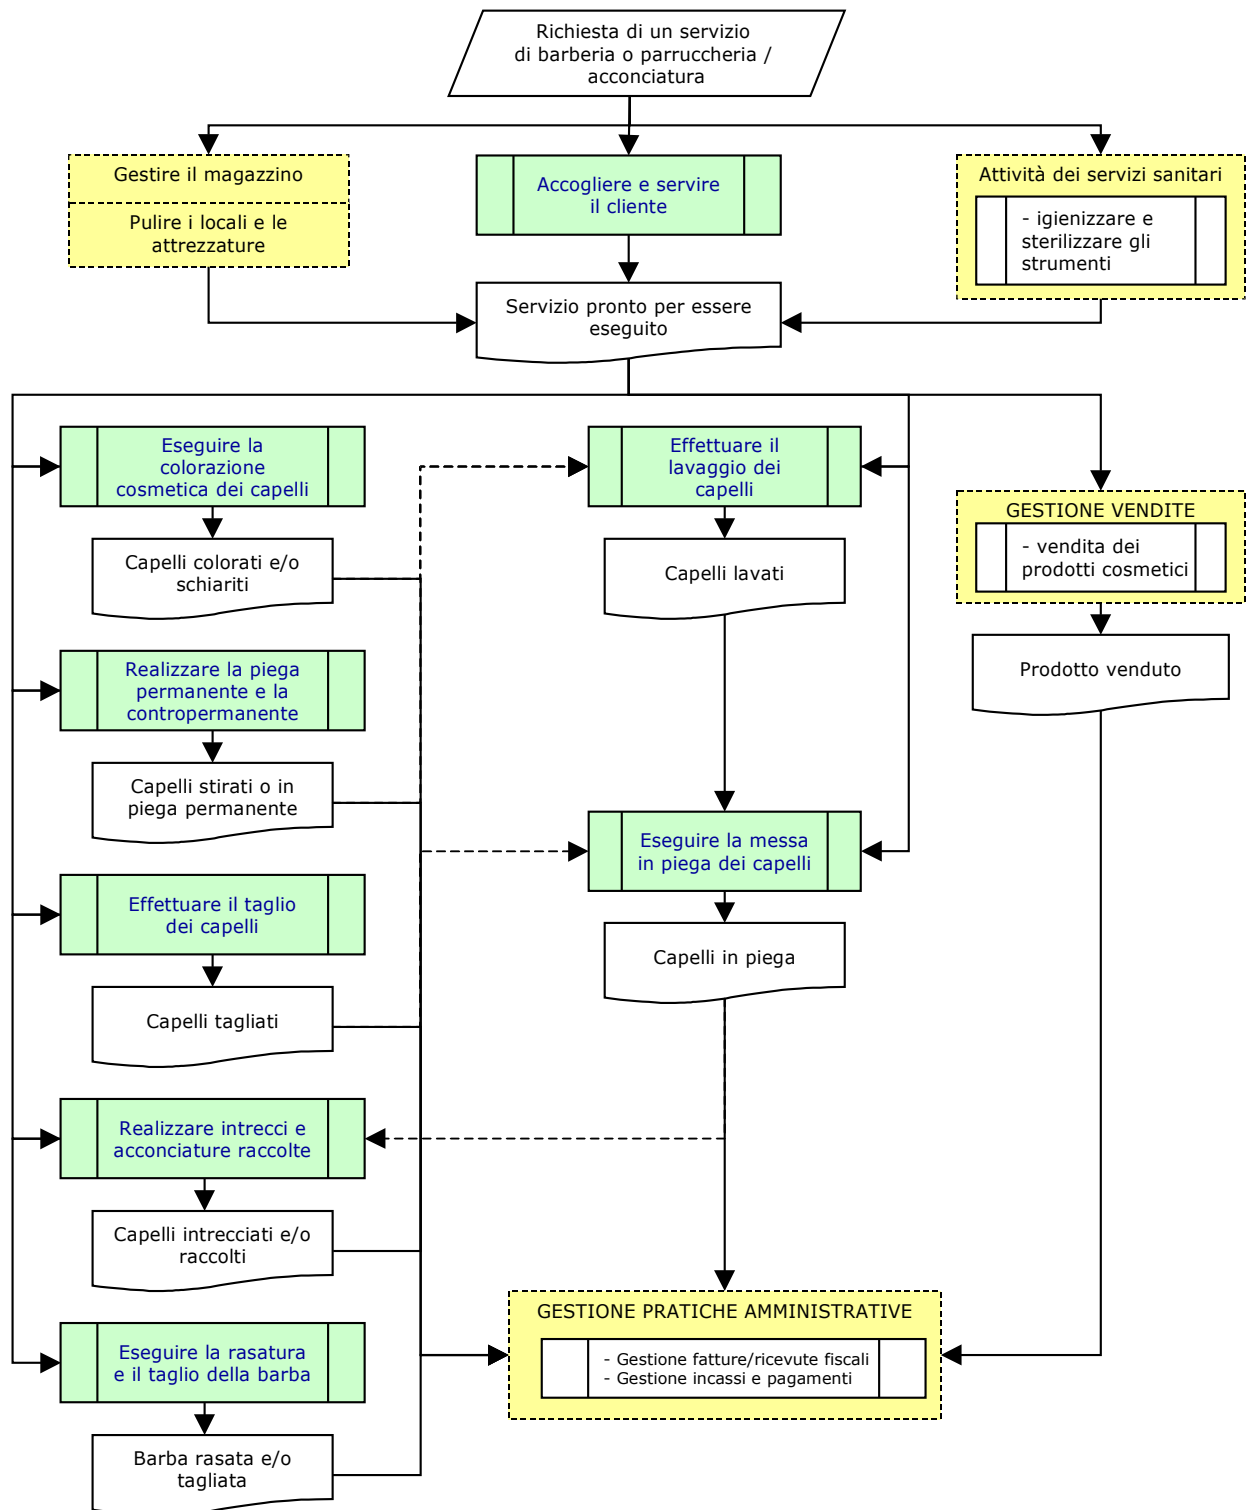 Richiesta di un servizio
di barberia o parruccheria /
acconciatura
Gestire il magazzino
Pulire i locali e le
attrezzature
Accogliere e servire
il cliente
Attività dei servizi sanitari
- igienizzare e
sterilizzare gli
strumenti
Servizio pronto per essere
eseguito
Eseguire la
colorazione
cosmetica dei capelli
Effettuare il
lavaggio dei
capelli
GESTIONE VENDITE
- vendita dei
prodotti cosmetici
Capelli colorati e/o
schiariti
Capelli lavati
Prodotto venduto
Realizzare la piega
permanente e la
contropermanente
Capelli stirati o in
piega permanente
Eseguire la messa
in piega dei capelli
Effettuare il taglio
dei capelli
Capelli in piega
Capelli tagliati
Realizzare intrecci e
acconciature raccolte
Capelli intrecciati e/o
raccolti
GESTIONE PRATICHE AMMINISTRATIVE
- Gestione fatture/ricevute fiscali
- Gestione incassi e pagamenti
Eseguire la rasatura
e il taglio della barba
Barba rasata e/o
tagliata